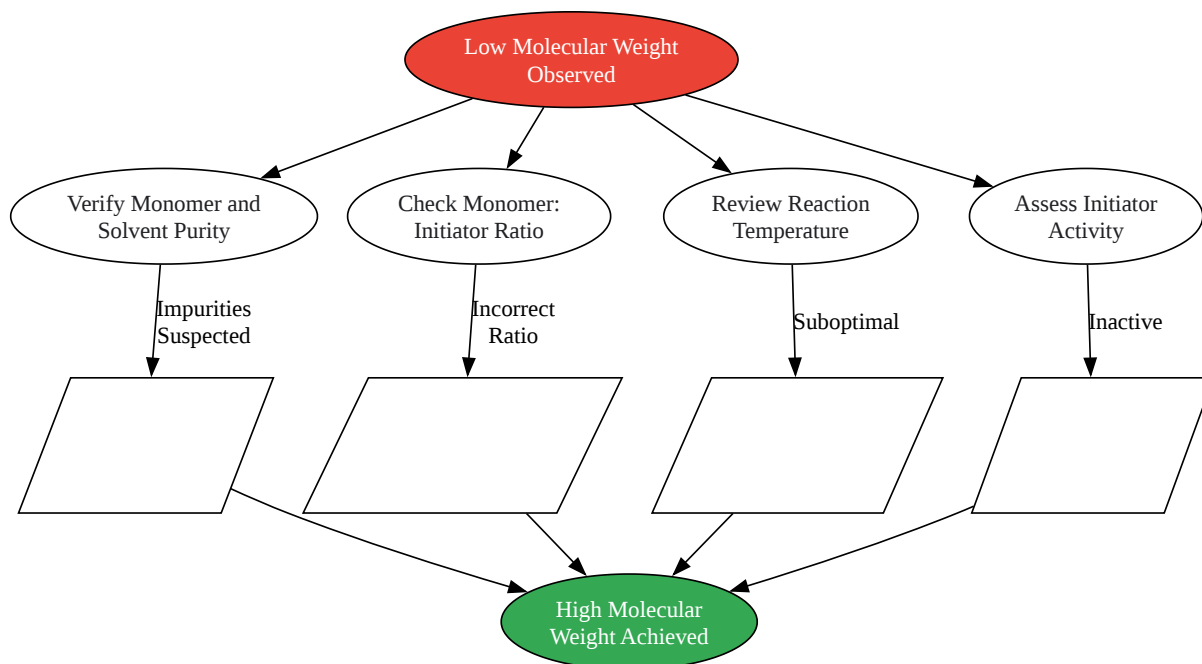 Low Molecular Weight
Observed
Verify Monomer and
Solvent Purity
Check Monomer:
Initiator Ratio
Review Reaction
Temperature
Assess Initiator
Activity
Impurities
Suspected
Incorrect
Ratio
Suboptimal
Inactive
High Molecular
Weight Achieved